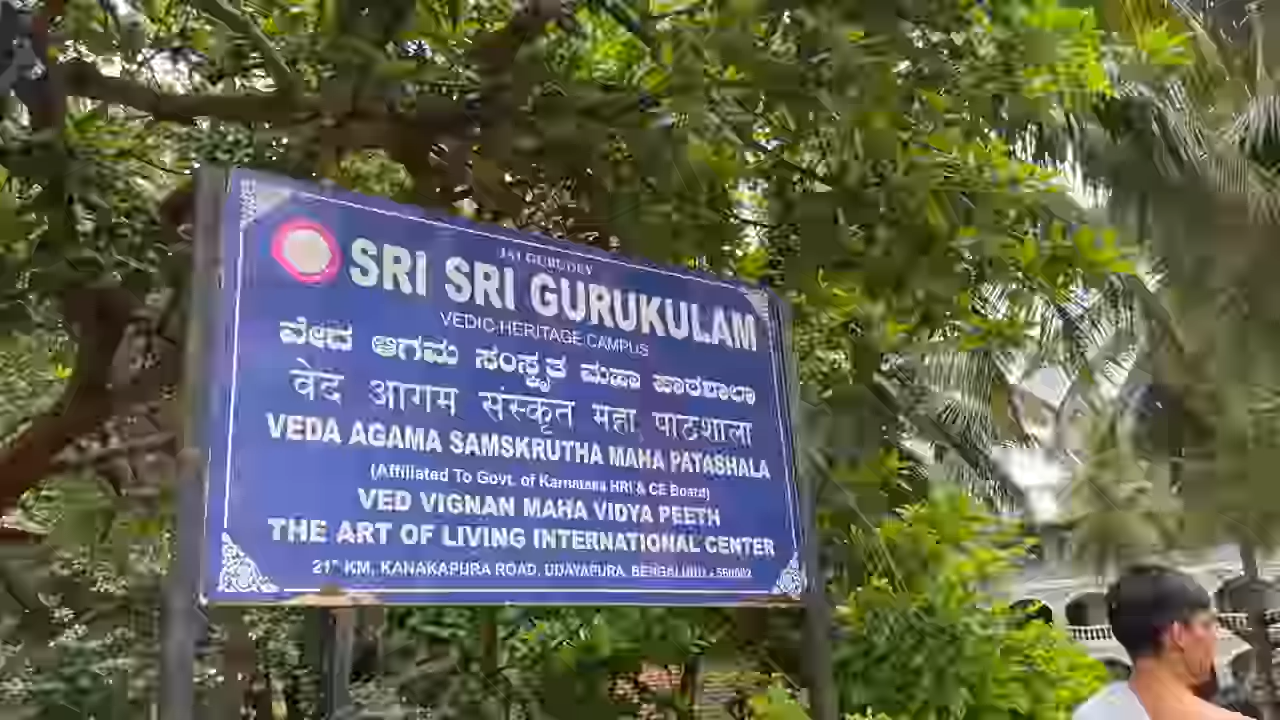 JAI GURUDEV
SRI SRI GURUKULAM
VEDIC HERITAGE CAMPUS
ವೇದ ಆಗಮ ಸಂಸ್ಕೃತ ಮಹಾ ಪಾಠಶಾಲಾ
वेद आगम संस्कृत महा पाठशाला
VEDA AGAMA SAMSKRUTHA MAHA PATASHALA
(Affiliated To Govt. of Karnataka HRI & CE Board)
VED VIGNAN MAHA VIDYA PEETH
THE ART OF LIVING INTERNATIONAL CENTER
KM, KANAKAPURA ROAD, UDAYAPURA, BENGALURU